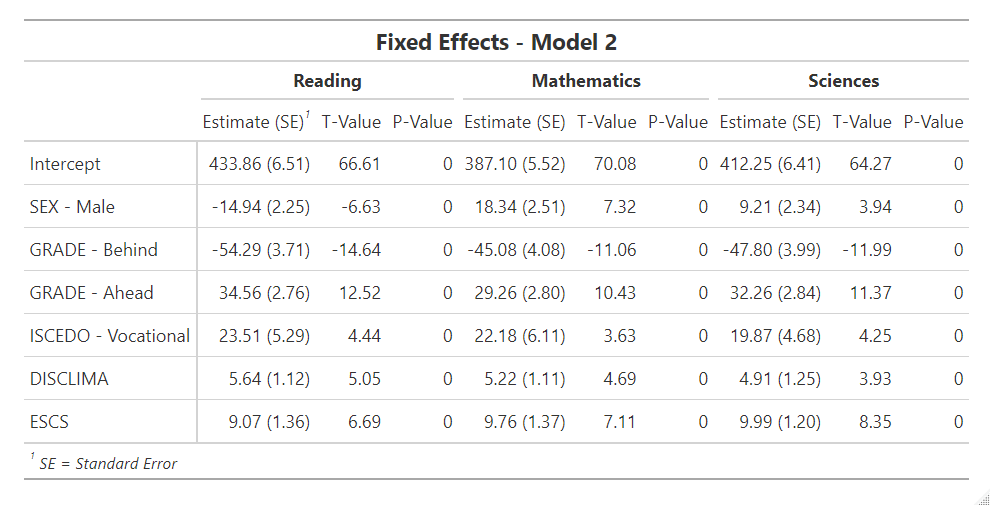 Fixed Effects - Model 2
Reading Mathematics Sciences
Estimate (SE)1 T-Value P-Value Estimate (SE) T-Value P-Value Estimate (SE) T-Value P-Value
Intercept 433.86 (6.51) 66.61 0 387.10 (5.52) 70.08 0 412.25 (6.41) 64.27 0
SEX - Male -14.94 (2.25) -6.63 0 18.34 (2.51) 7.32 0 9.21 (2.34) 3.94 0
GRADE - Behind -54.29 (3.71) -14.64 0 -45.08 (4.08) -11.06 0 -47.80 (3.99) -11.99 0
GRADE - Ahead 34.56 (2.76) 12.52 0 29.26 (2.80) 10.43 0 32.26 (2.84) 11.37 0
ISCEDO - Vocational 23.51 (5.29) 4.44 0 22.18 (6.11) 3.63 0 19.87 (4.68) 4.25 0
DISCLIMA 5.64 (1.12) 5.05 0 5.22 (1.11) 4.69 0 4.91 (1.25) 3.93 0
ESCS 9.07 (1.36) 6.69 0 9.76 (1.37) 7.11 0 9.99 (1.20) 8.35 0
1 SE = Standard Error